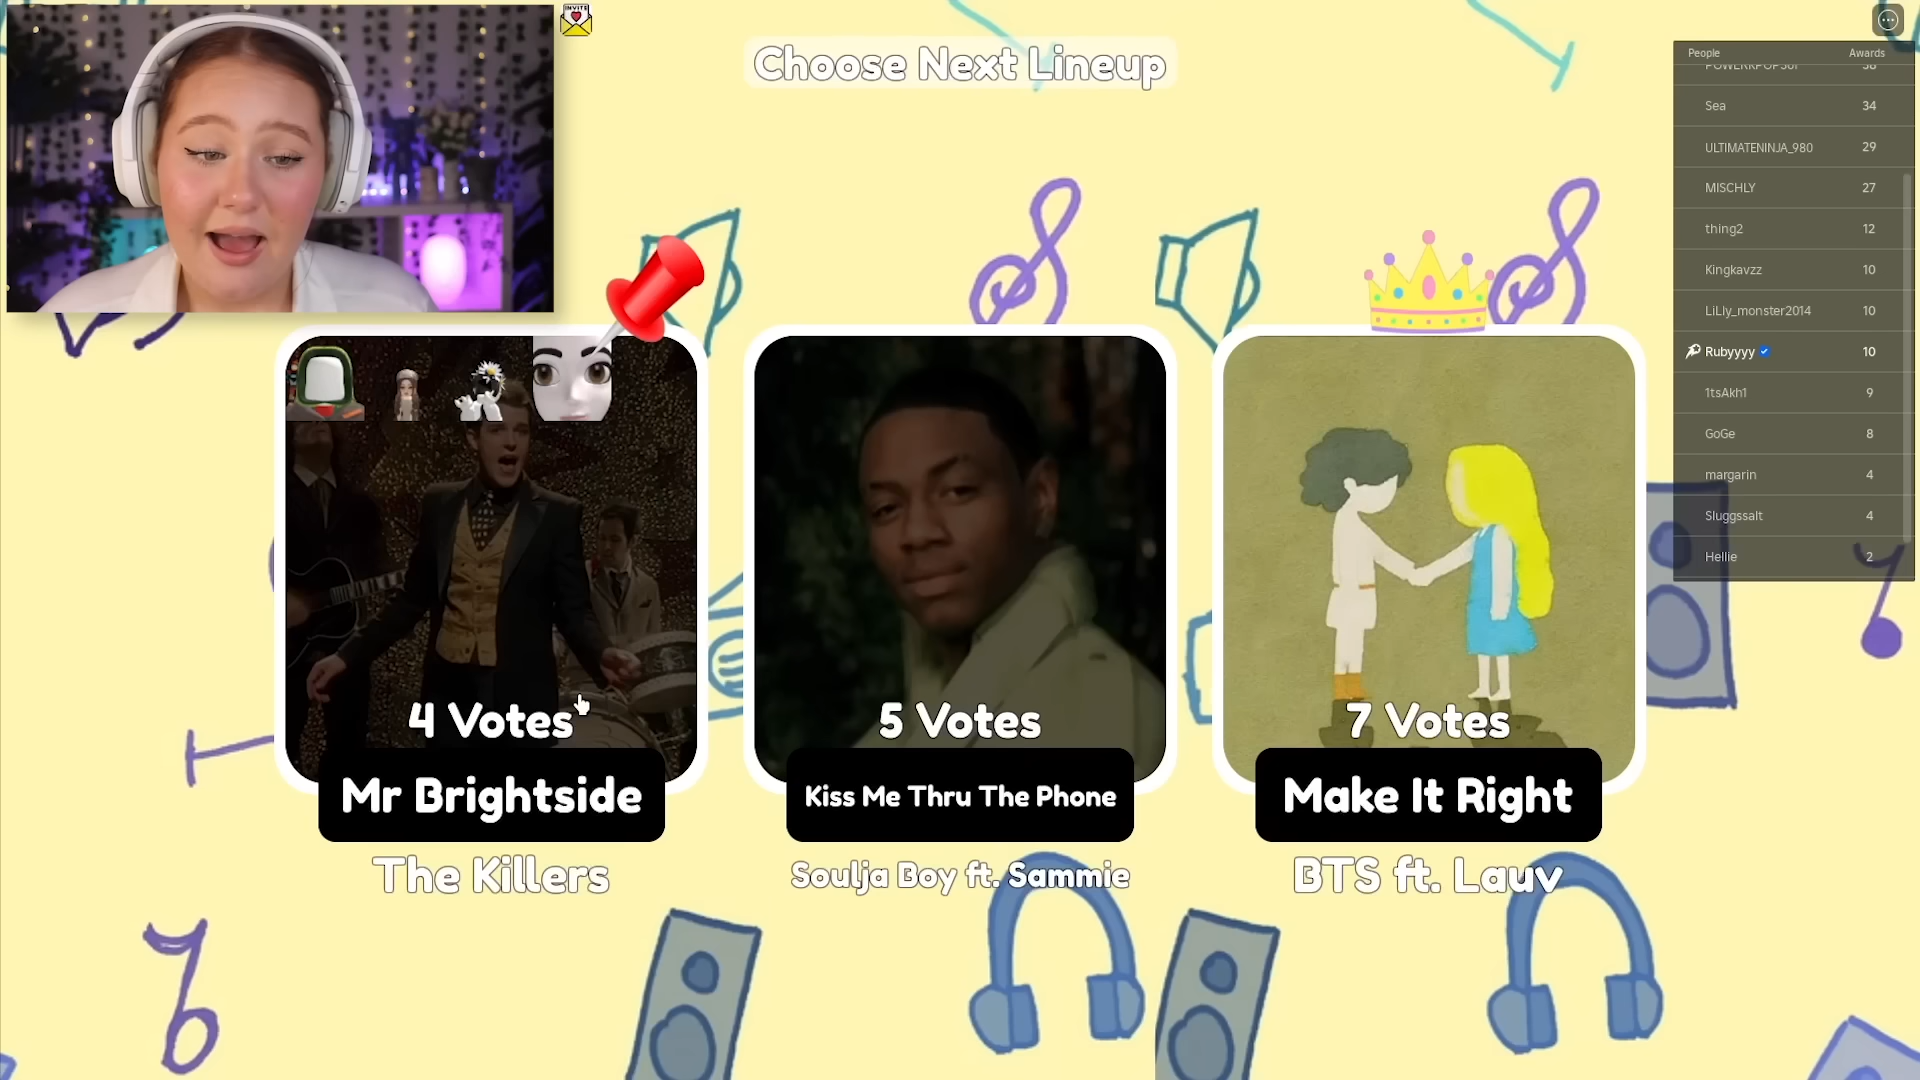 INVITE
Choose Next Lineup
People Awards
Sea 34
ULTIMATENINJA_980 29
MISCHLY 27
thing2 12
Kingkavzz 10
LiLly_monster2014 10
Rubyyyy 10
1tsAkh1 9
GoGe 8
margarin 4
Sluggssalt 4
Hellie 2
4 Votes
Mr Brightside
The Killers
5 Votes
Kiss Me Thru The Phone
Soulja Boy ft. Sammie
7 Votes
Make It Right
BTS ft. Lauv